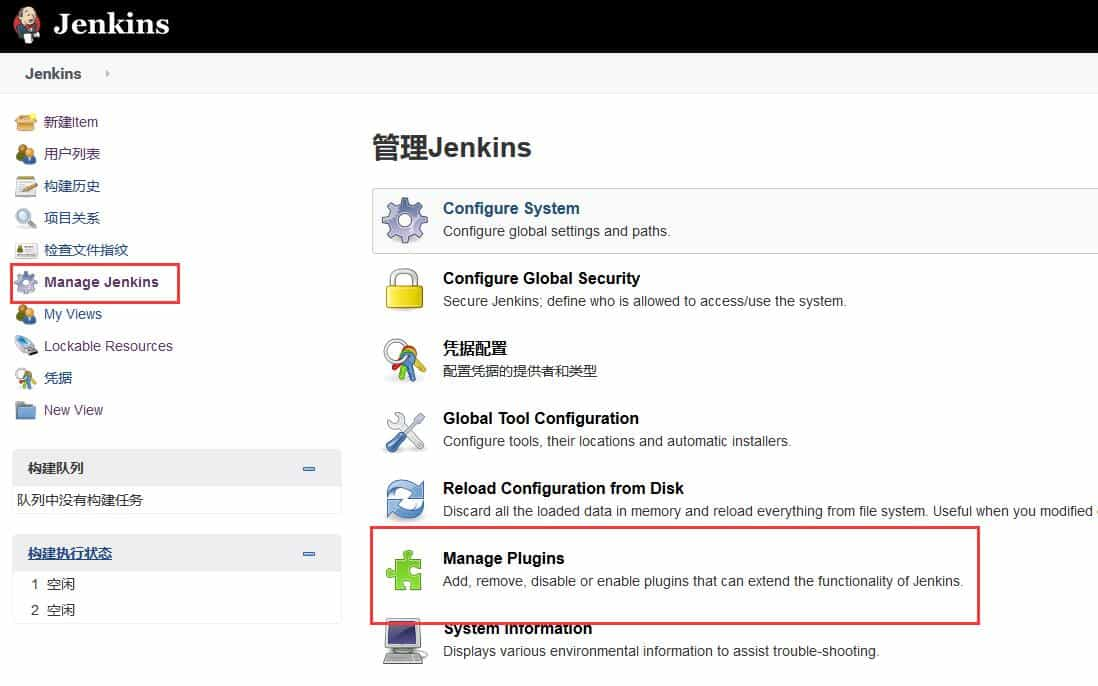 Jenkins
Jenkins
新建Item
用户列表
构建历史
项目关系
检查文件指纹
Manage Jenkins
My Views
Lockable Resources
凭据
New View
构建队列
队列中没有构建任务
构建执行状态
1 空闲
2 空闲
管理Jenkins
Configure System
Configure global settings and paths.
Configure Global Security
Secure Jenkins; define who is allowed to access/use the system.
凭据配置
配置凭据的提供者和类型
Global Tool Configuration
Configure tools, their locations and automatic installers.
Reload Configuration from Disk
Discard all the loaded data in memory and reload everything from file system. Useful when you modified
Manage Plugins
Add, remove, disable or enable plugins that can extend the functionality of Jenkins.
System Information
Displays various environmental information to assist trouble-shooting.